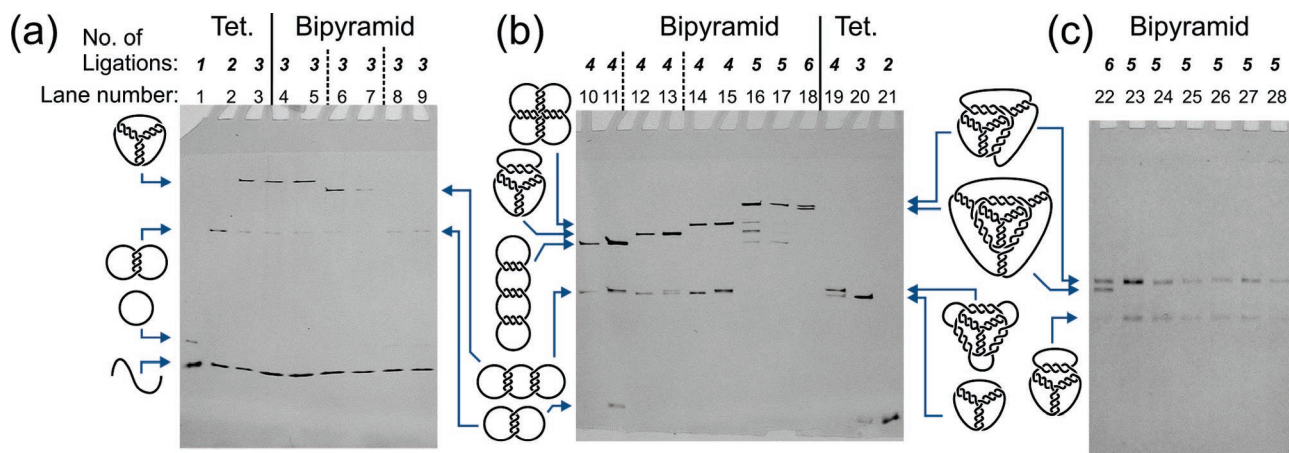 (a)
Tet. Bipyramid
No. of
Ligations: 1 2 3 3 3 3 3 3 3
Lane number: 1 2 3 4 5 6 7 8 9
(b)
Bipyramid Tet.
4 4 4 4 4 4 5 5 6 4 3 2
10 11 12 13 14 15 16 17 18 19 20 21
(c)
Bipyramid
6 5 5 5 5 5 5
22 23 24 25 26 27 28